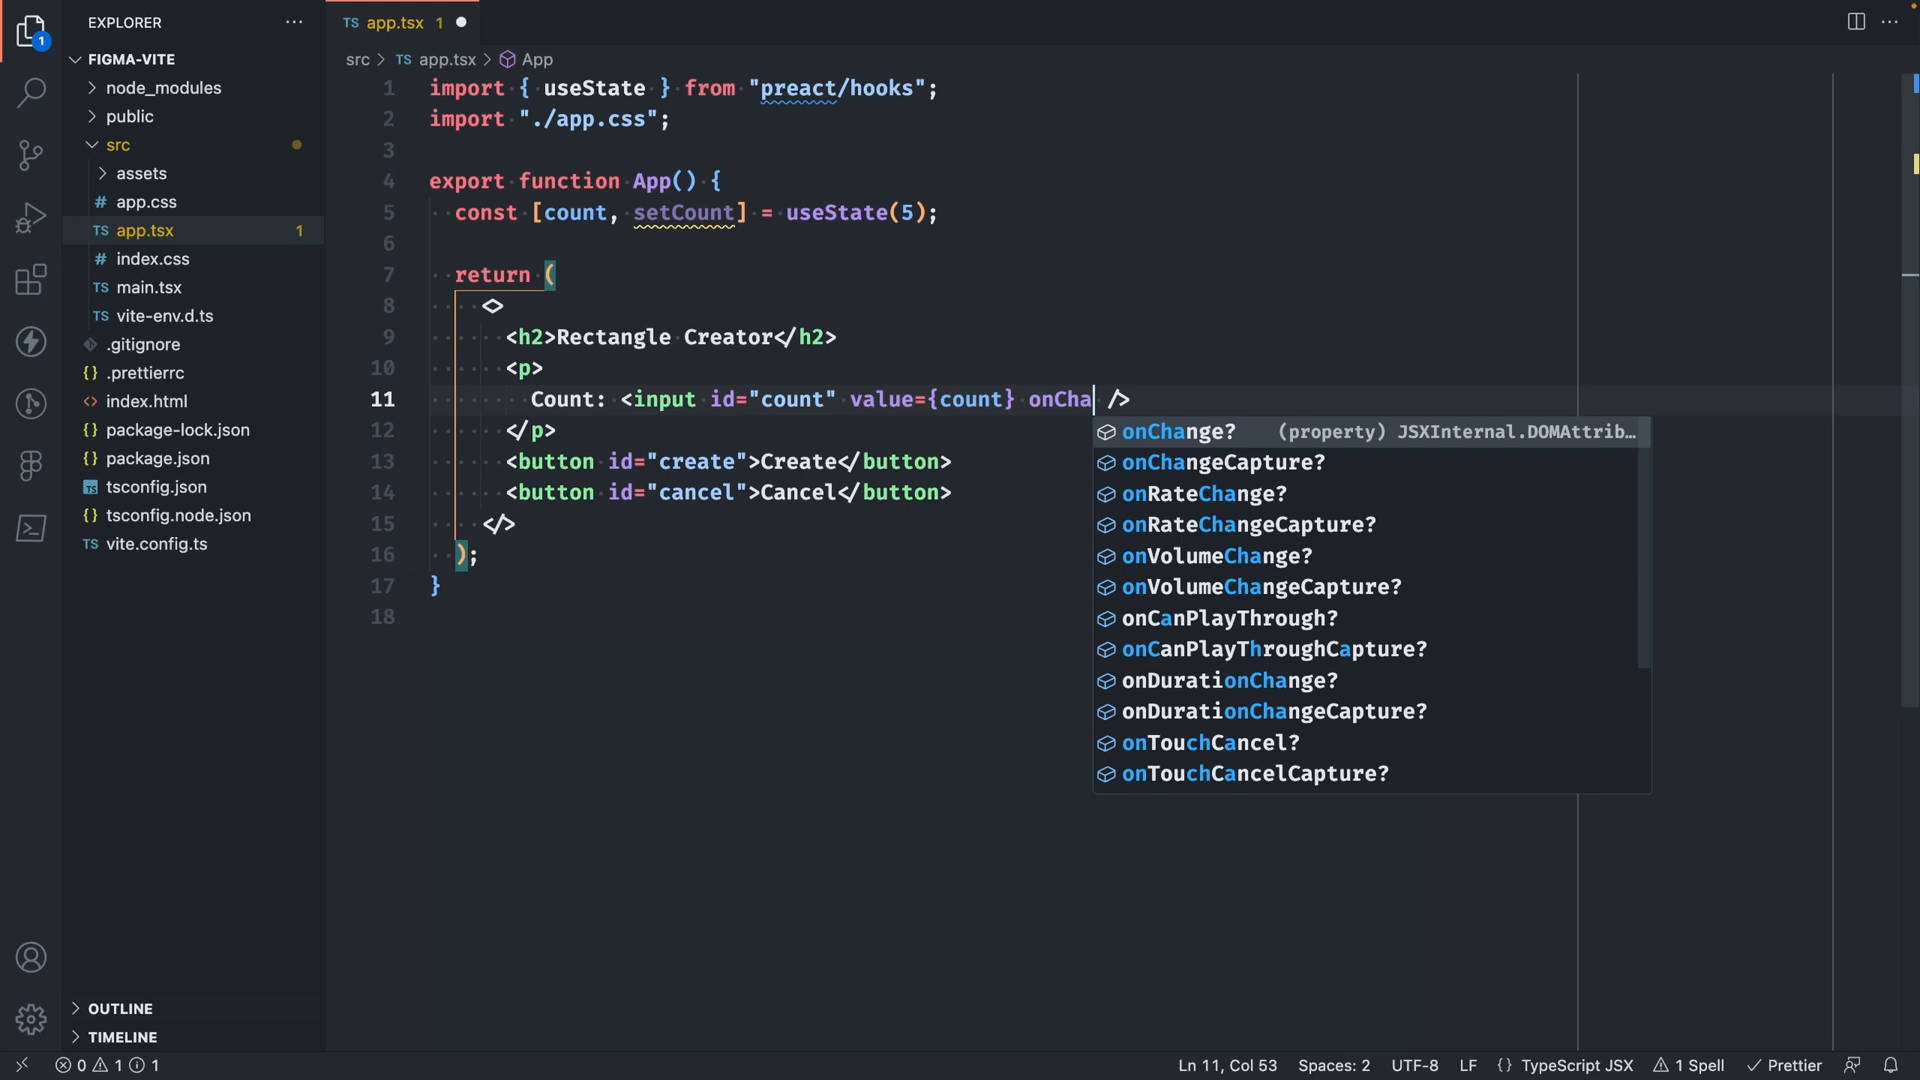 EXPLORER
FIGMA-VITE
node_modules
public
src
assets
# app.css
TS app.tsx 1
# index.css
TS main.tsx
TS vite-env.d.ts
.gitignore
{} .prettierrc
<> index.html
{} package-lock.json
{} package.json
TS tsconfig.json
{} tsconfig.node.json
TS vite.config.ts
OUTLINE
TIMELINE
1
TS app.tsx 1
src > TS app.tsx > App
1 import { useState } from "preact/hooks";
2 import "./app.css";
3
4 export function App() {
5 const [count, setCount] = useState(5);
6
7 return (
8 <>
9 <h2>Rectangle Creator</h2>
10 <p>
11 Count: <input id="count" value={count} onCha />
12 </p>
13 <button id="create">Create</button>
14 <button id="cancel">Cancel</button>
15 </>
16 );
17 }
18
onChange? (property) JSXInternal.DOMAttrib…
onChangeCapture?
onRateChange?
onRateChangeCapture?
onVolumeChange?
onVolumeChangeCapture?
onCanPlayThrough?
onCanPlayThroughCapture?
onDurationChange?
onDurationChangeCapture?
onTouchCancel?
onTouchCancelCapture?
0 1 1
Ln 11, Col 53 Spaces: 2 UTF-8 LF {} TypeScript JSX 1 Spell Prettier